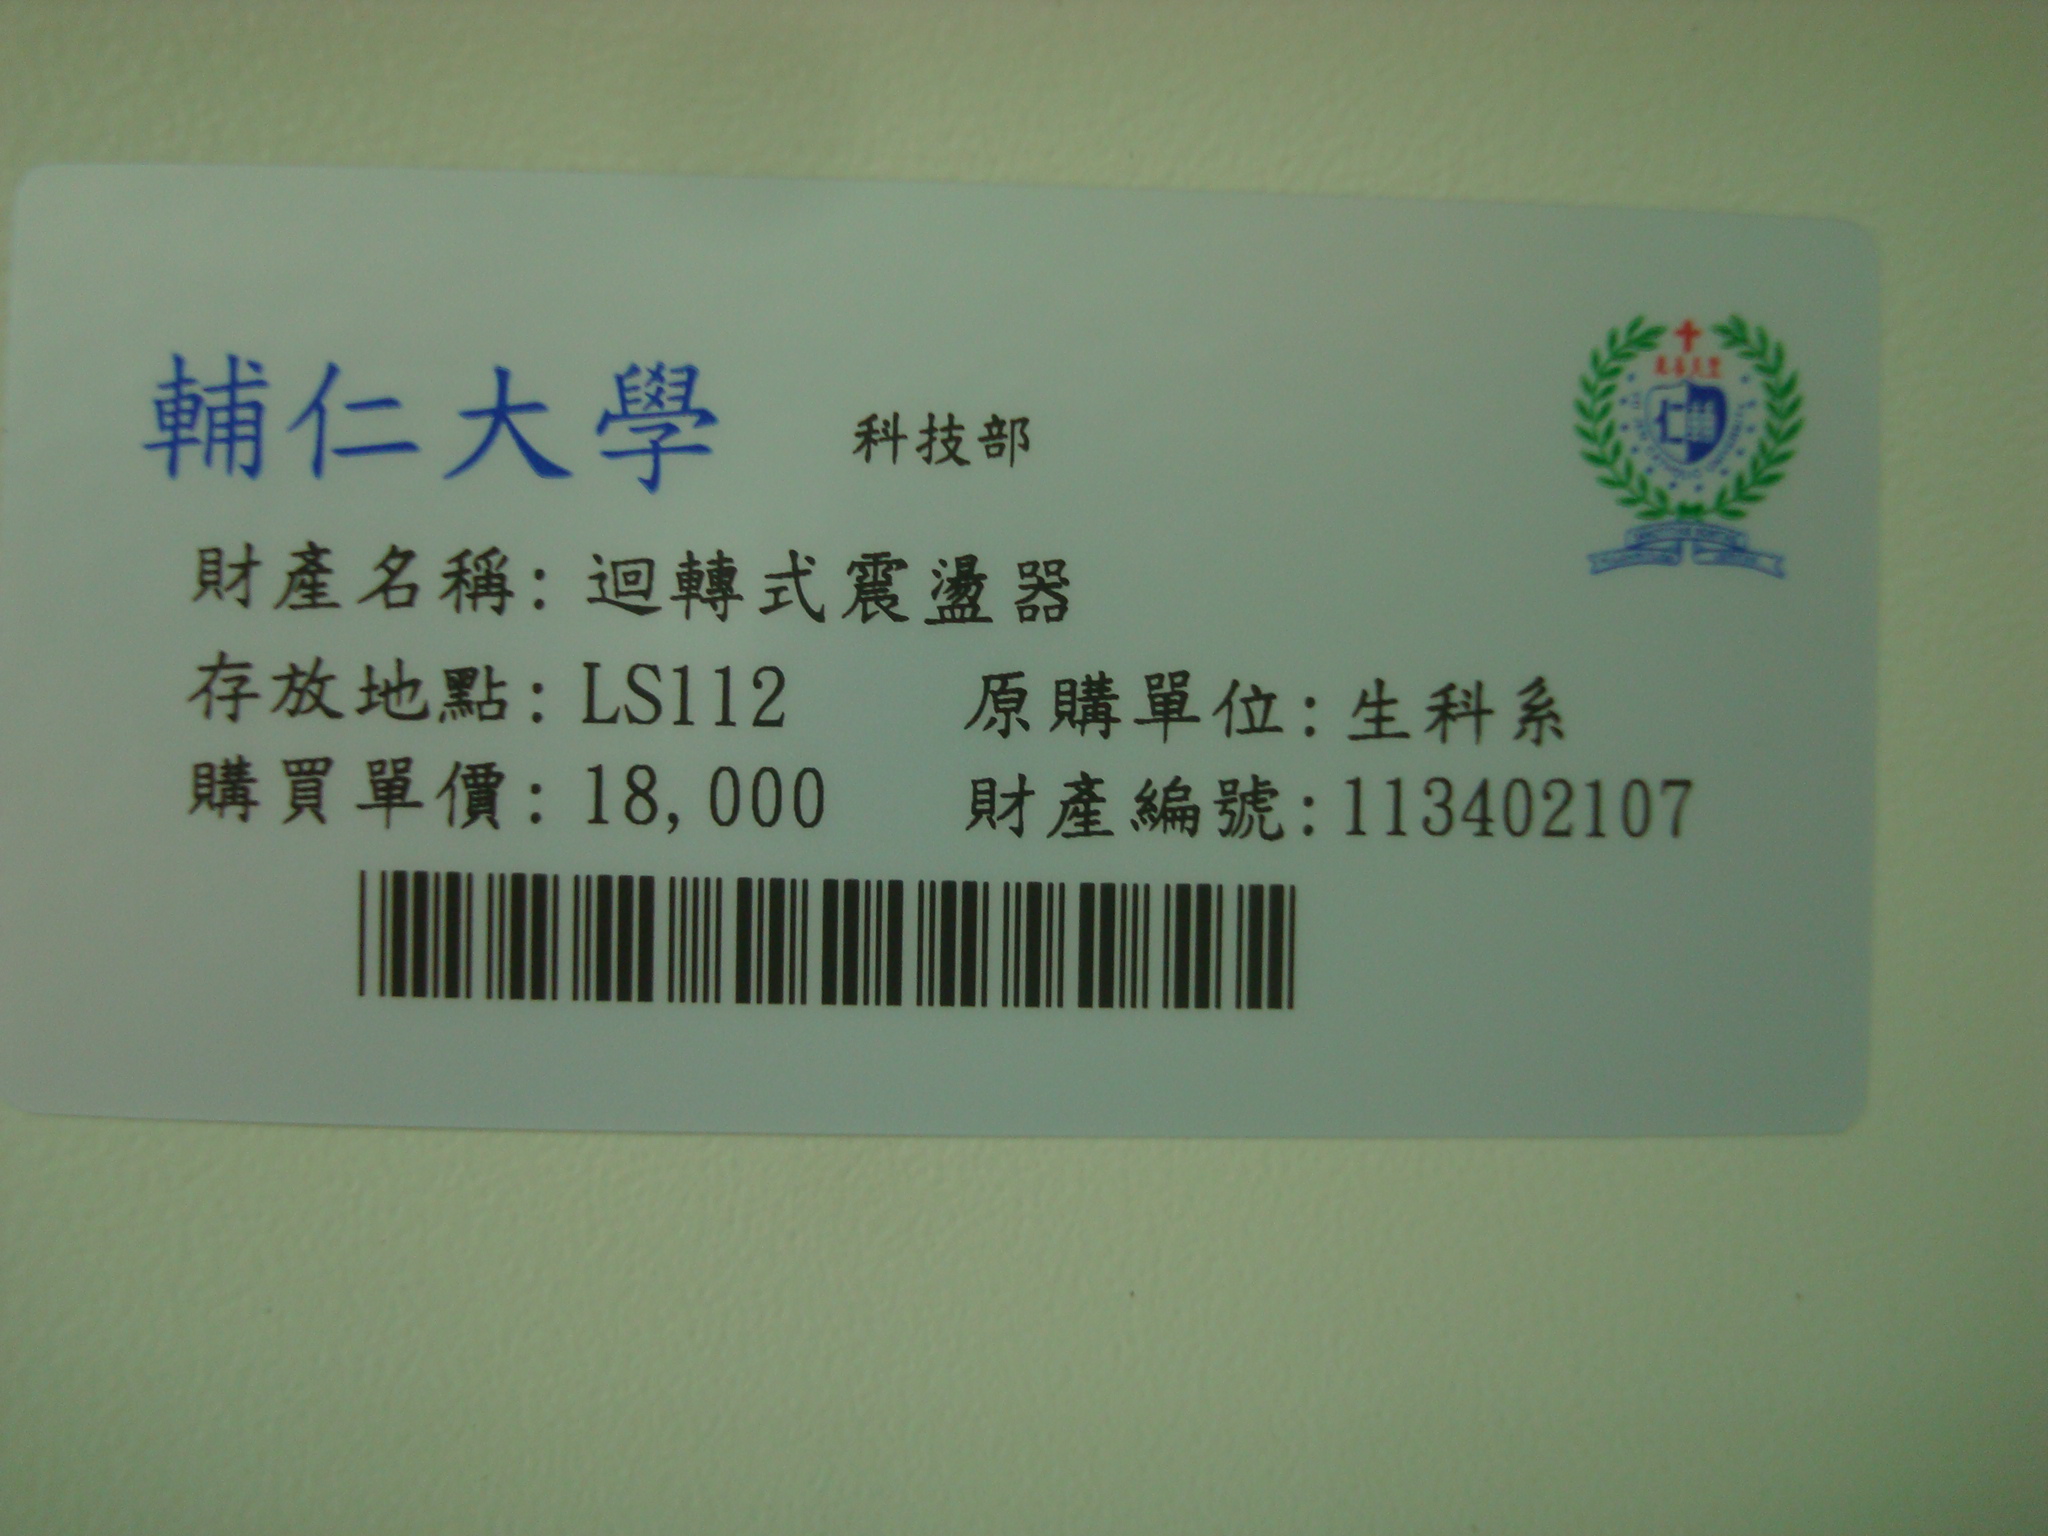 輔仁大學 科技部
財產名稱: 迴轉式震盪器
存放地點: LS112 原購單位: 生科系
購買單價: 18,000 財產編號: 113402107
仁